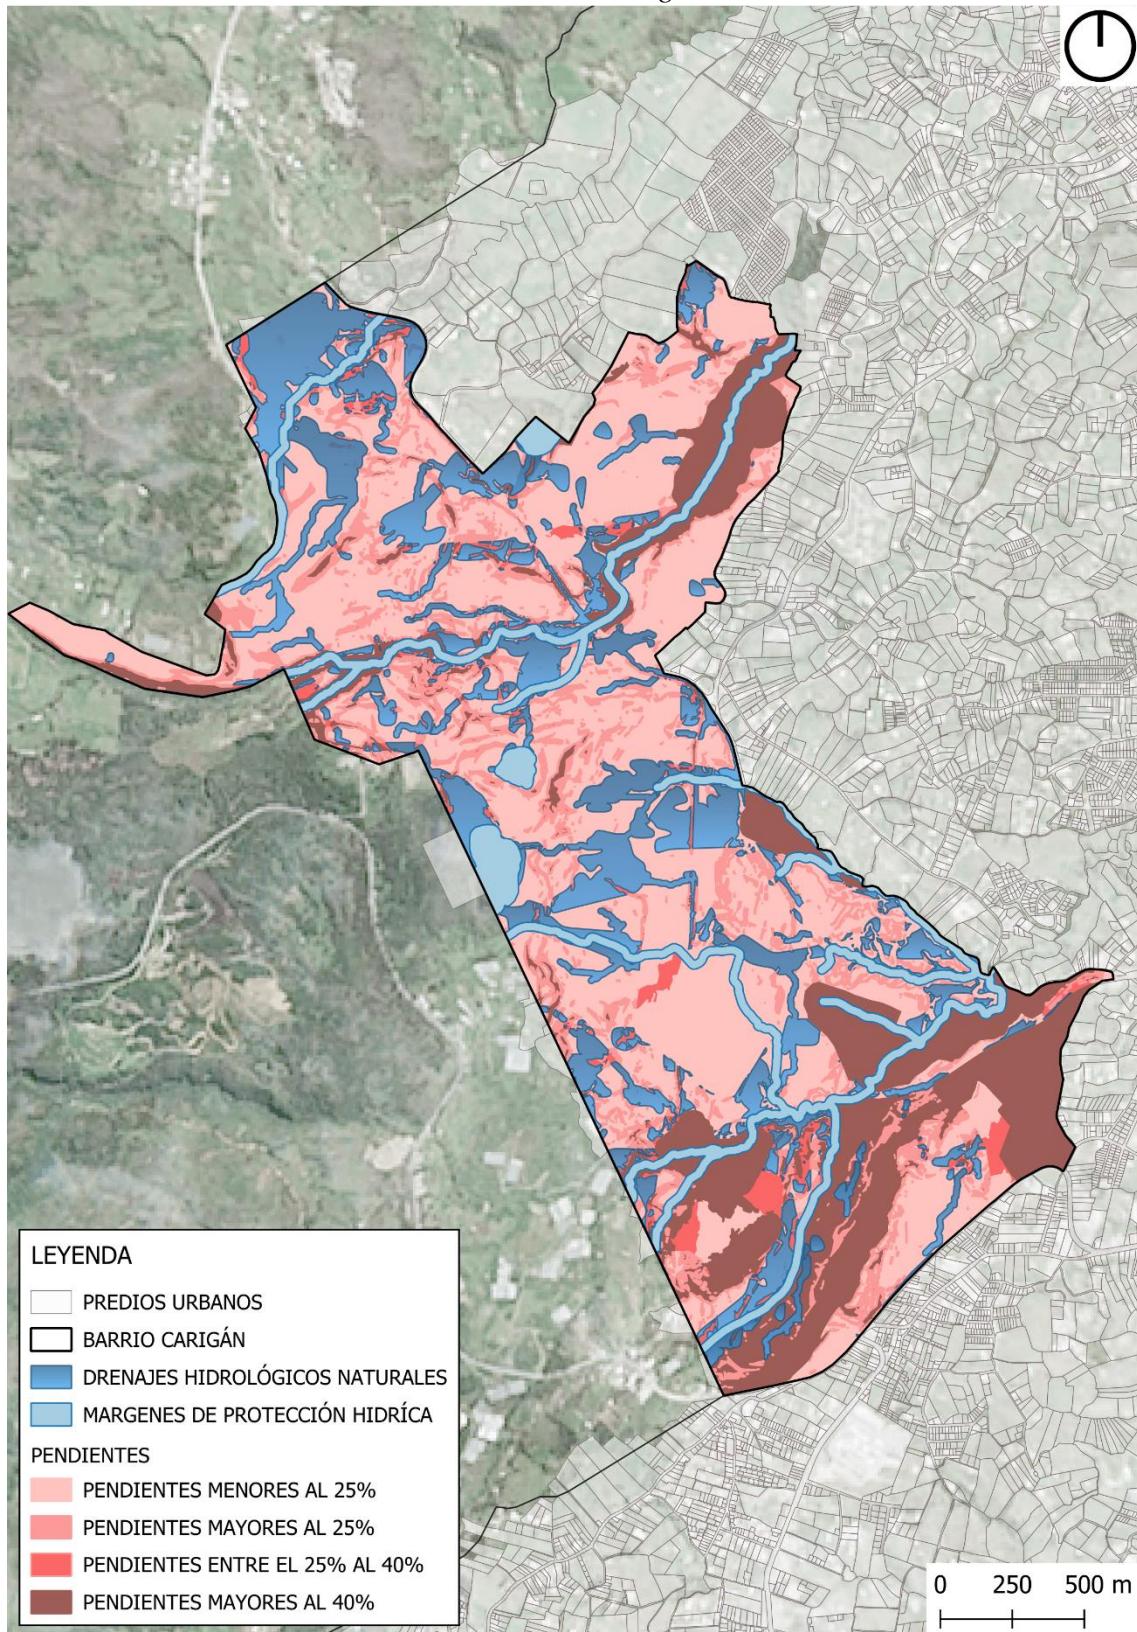 LEYENDA
PREDIOS URBANOS
BARRIO CARIGÁN
DRENAJES HIDROLÓGICOS NATURALES
MARGENES DE PROTECCIÓN HIDRÍCA
PENDIENTES
PENDIENTES MENORES AL 25%
PENDIENTES MAYORES AL 25%
PENDIENTES ENTRE EL 25% AL 40%
PENDIENTES MAYORES AL 40%
0 250 500 m